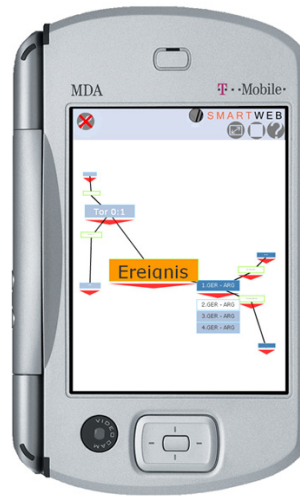 MDA
T··Mobile·
SMARTWEB
?
Tor 0:1
Ereignis
1.GER - ARG
2.GER - ARG
3.GER - ARG
4.GER - ARG
VIDEOCAM